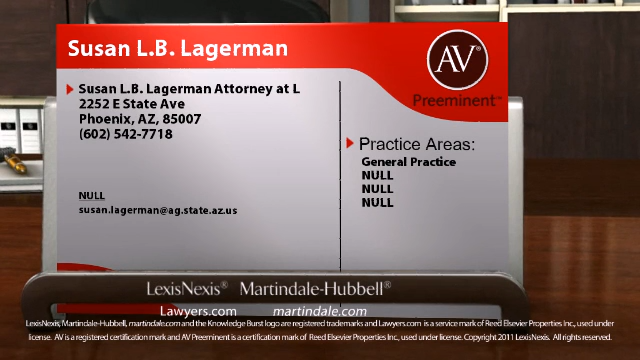 Susan L.B. Lagerman
AV®
Preeminent™
Susan L.B. Lagerman Attorney at L
2252 E State Ave
Phoenix, AZ, 85007
(602) 542-7718
NULL
susan.lagerman@ag.state.az.us
Practice Areas:
General Practice
NULL
NULL
NULL
LexisNexis® Martindale-Hubbell®
Lawyers.com martindale.com
LexisNexis, Martindale-Hubbell, martindale.com and the Knowledge Burst logo are registered trademarks and Lawyers.com is a service mark of Reed Elsevier Properties Inc., used under
license. AV is a registered certification mark and AV Preeminent is a certification mark of Reed Elsevier Properties Inc., used under license. Copyright 2011 LexisNexis. All rights reserved.